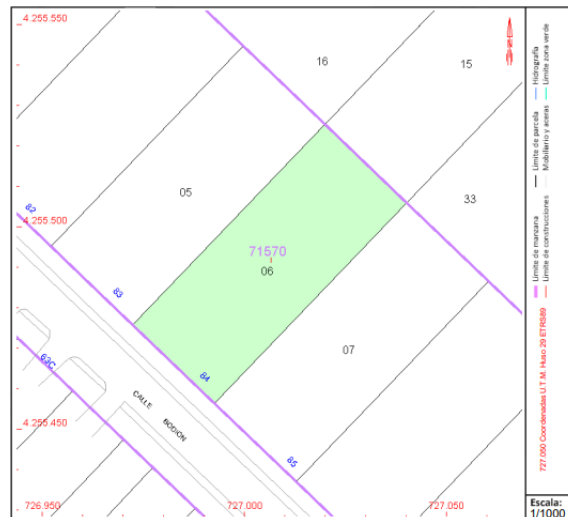 4.255.550
16
15
05
33
82
4.255.500
71570
06
83
07
84
63C
CALLE BODION
4.255.450
85
726.950
727.000
727.050
727.050 Coordenadas U.T.M. Huso 29 ETRS89
Límite de manzana
Límite de parcela
Hidrografía
Límite de construcciones
Mobiliario y aceras
Límite zona verde
Escala:
1/1000